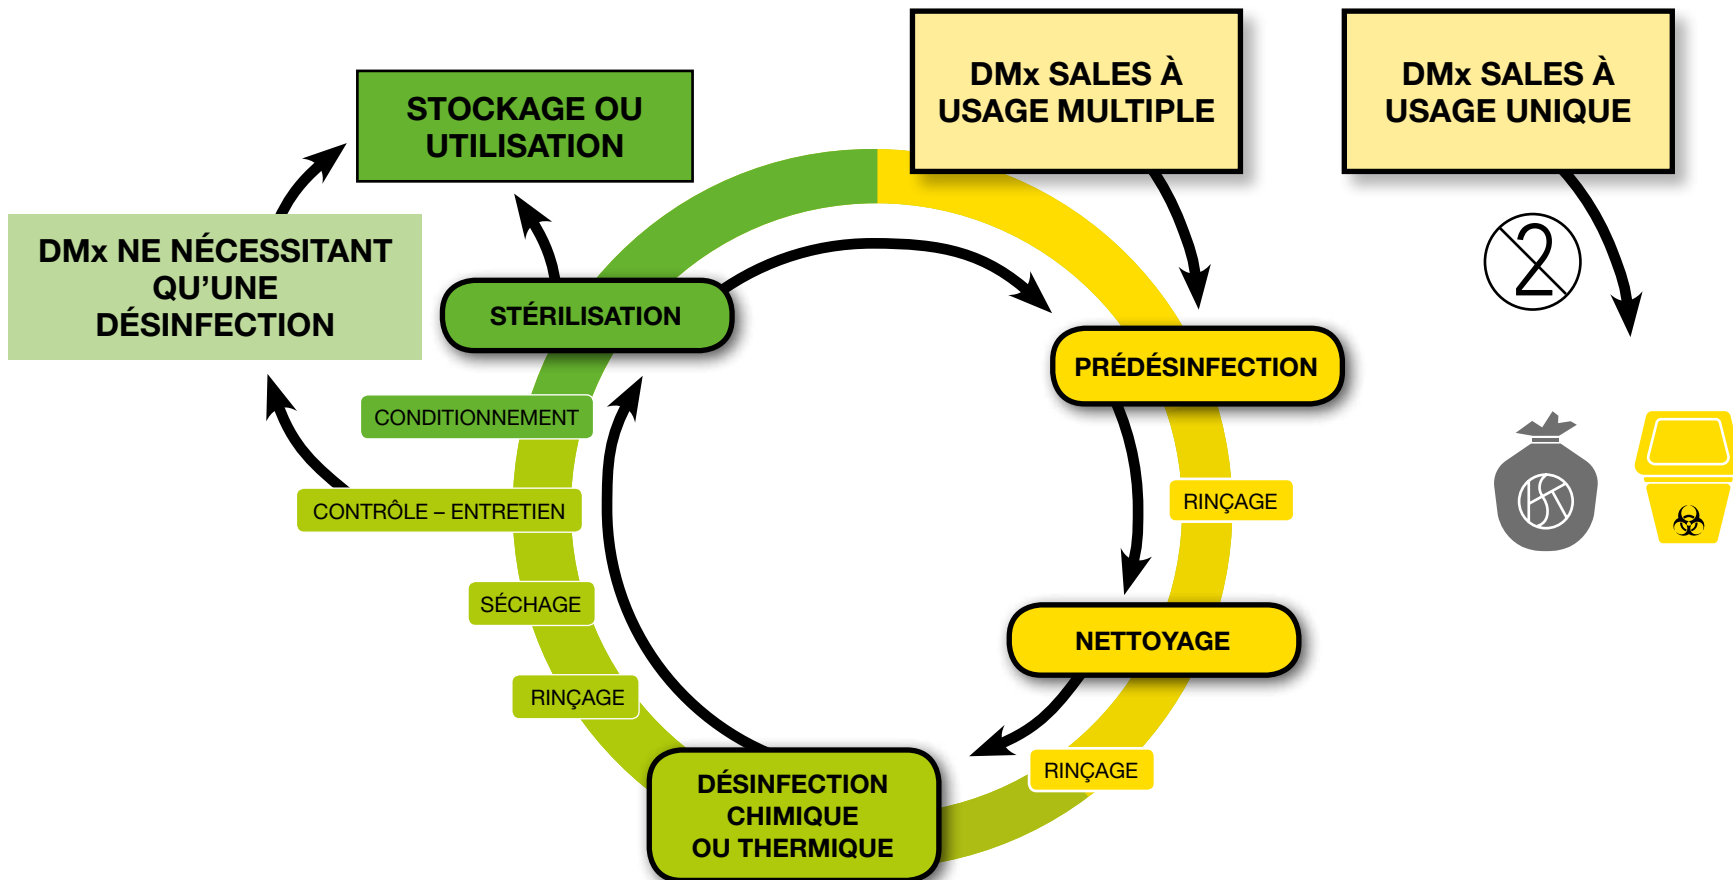 DMx SALES À
USAGE MULTIPLE
DMx SALES À
USAGE UNIQUE
STOCKAGE OU
UTILISATION
DMx NE NÉCESSITANT
QU’UNE
DÉSINFECTION
STÉRILISATION
PRÉDÉSINFECTION
2
CONDITIONNEMENT
CONTRÔLE – ENTRETIEN
RINÇAGE
SÉCHAGE
NETTOYAGE
RINÇAGE
RINÇAGE
DÉSINFECTION
CHIMIQUE
OU THERMIQUE